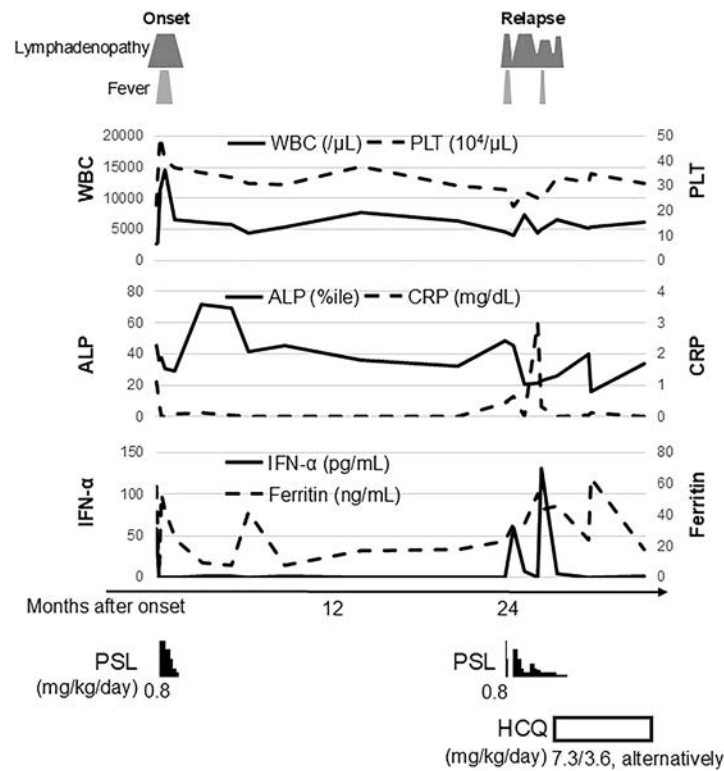 Onset Relapse
Lymphadenopathy
Fever
20000 WBC (/μL) PLT (10⁴/μL) 50
15000 40
10000 30
5000 20
0 10
0
WBC PLT
80 ALP (%ile) CRP (mg/dL) 4
60 3
40 2
20 1
0 0
ALP CRP
150 IFN-α (pg/mL) 80
100 Ferritin (ng/mL) 60
50 40
0 20
0
IFN-α Ferritin
Months after onset 12 24
PSL PSL
(mg/kg/day) 0.8 0.8
HCQ
(mg/kg/day) 7.3/3.6, alternatively